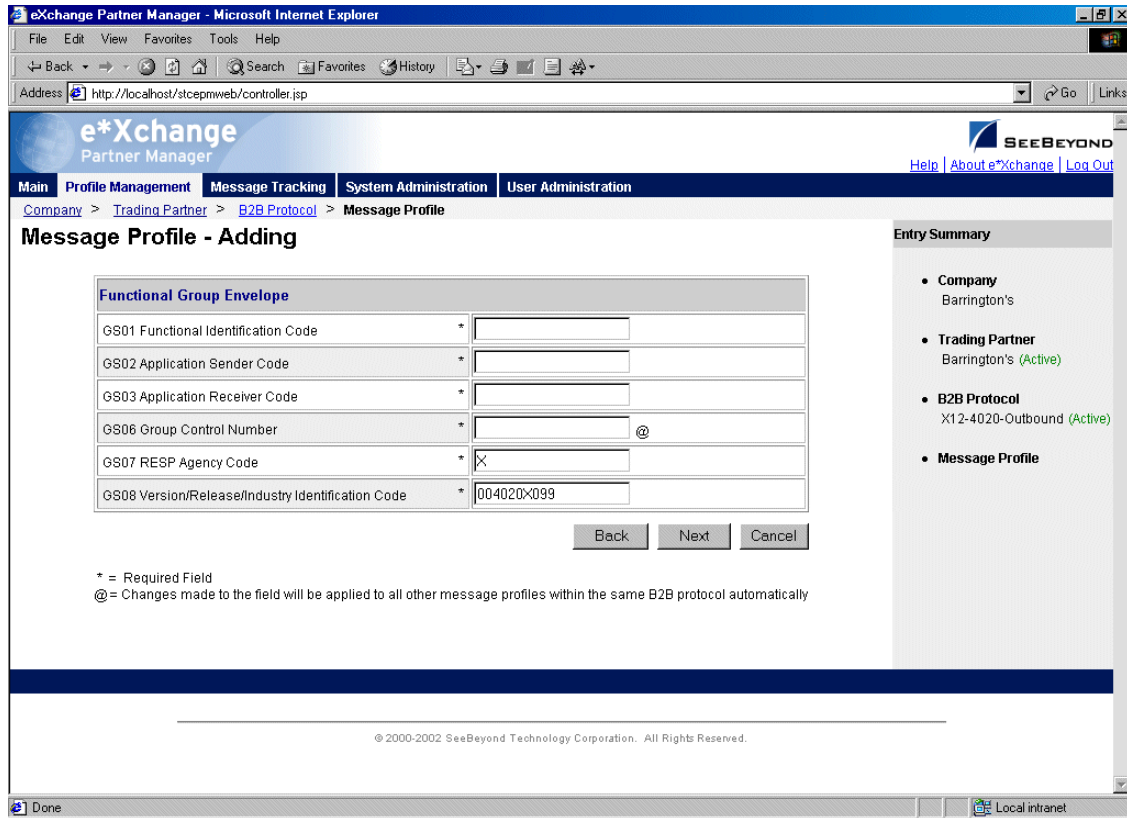 eXchange Partner Manager - Microsoft Internet Explorer
File Edit View Favorites Tools Help
Back Search Favorites History
Address http://localhost/stcepmweb/controller.jsp Go Links
e*Xchange
Partner Manager
SEEBEYOND
Help | About e*Xchange | Log Out
Main Profile Management Message Tracking System Administration User Administration
Company > Trading Partner > B2B Protocol > Message Profile
Message Profile - Adding
Functional Group Envelope
GS01 Functional Identification Code *
GS02 Application Sender Code *
GS03 Application Receiver Code *
GS06 Group Control Number * @
GS07 RESP Agency Code * X
GS08 Version/Release/Industry Identification Code * 004020X099
Back Next Cancel
* = Required Field
@ = Changes made to the field will be applied to all other message profiles within the same B2B protocol automatically
Entry Summary
• Company
Barrington's
• Trading Partner
Barrington's (Active)
• B2B Protocol
X12-4020-Outbound (Active)
• Message Profile
© 2000-2002 SeeBeyond Technology Corporation. All Rights Reserved.
Done Local intranet